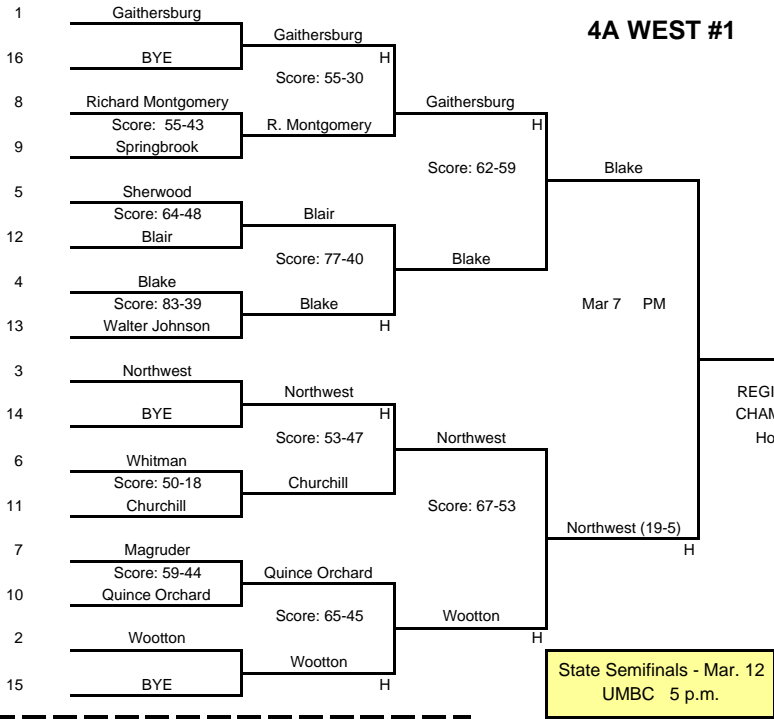 4A WEST #1
1 Gaithersburg
Gaithersburg
16 BYE
H
Score: 55-30
8 Richard Montgomery
Gaithersburg
Score: 55-43
R. Montgomery
H
9 Springbrook
Score: 62-59
Blake
5 Sherwood
Score: 64-48
Blair
12 Blair
Score: 77-40
Blake
4 Blake
Score: 83-39
Blake
Mar 7 PM
13 Walter Johnson
H
3 Northwest
Northwest
REGI
14 BYE
H
CHAM
Score: 53-47
Northwest
Ho
6 Whitman
Score: 50-18
Churchill
11 Churchill
Score: 67-53
Northwest (19-5)
7 Magruder
H
Score: 59-44
Quince Orchard
10 Quince Orchard
Score: 65-45
Wootton
2 Wootton
H
Wootton
15 BYE
H
State Semifinals - Mar. 12
UMBC 5 p.m.